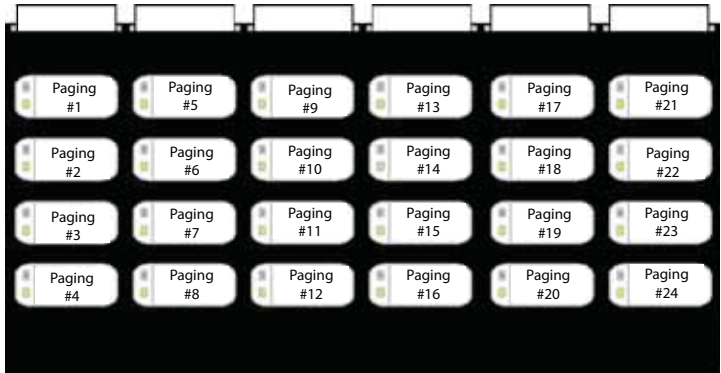 Paging
#1
Paging
#5
Paging
#9
Paging
#13
Paging
#17
Paging
#21
Paging
#2
Paging
#6
Paging
#10
Paging
#14
Paging
#18
Paging
#22
Paging
#3
Paging
#7
Paging
#11
Paging
#15
Paging
#19
Paging
#23
Paging
#4
Paging
#8
Paging
#12
Paging
#16
Paging
#20
Paging
#24